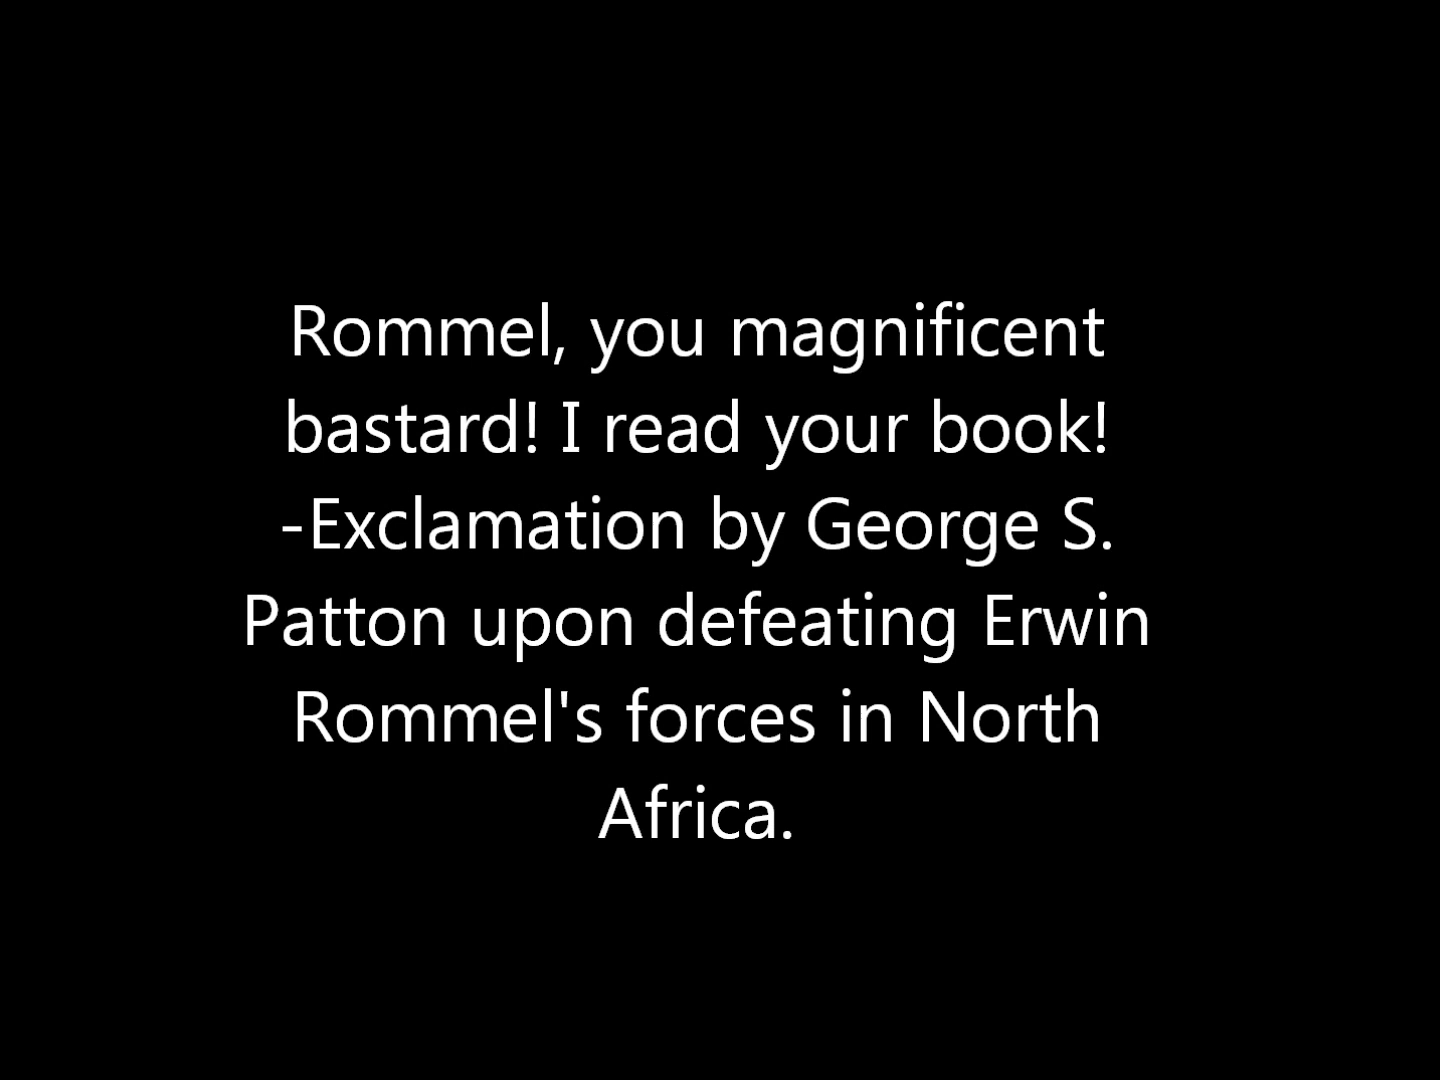 Rommel, you magnificent
bastard! I read your book!
-Exclamation by George S.
Patton upon defeating Erwin
Rommel's forces in North
Africa.